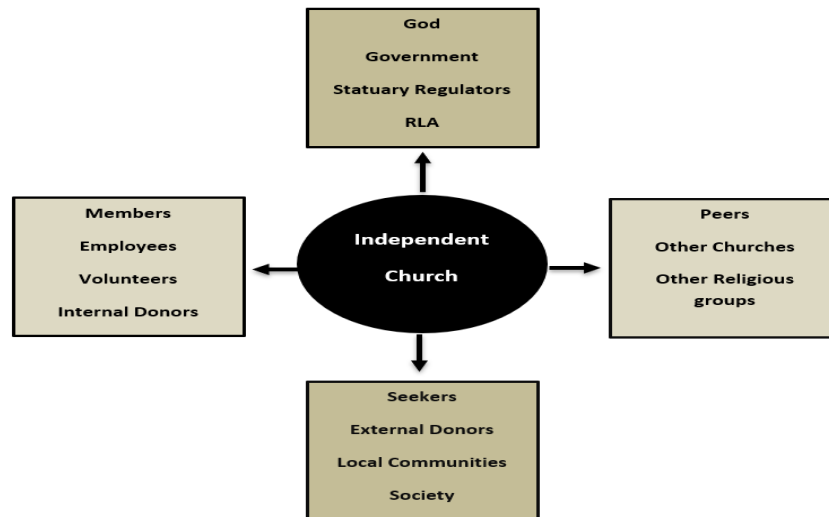 God
Government
Statuary Regulators
RLA
Members
Employees
Volunteers
Internal Donors
Independent
Church
Peers
Other Churches
Other Religious
groups
Seekers
External Donors
Local Communities
Society